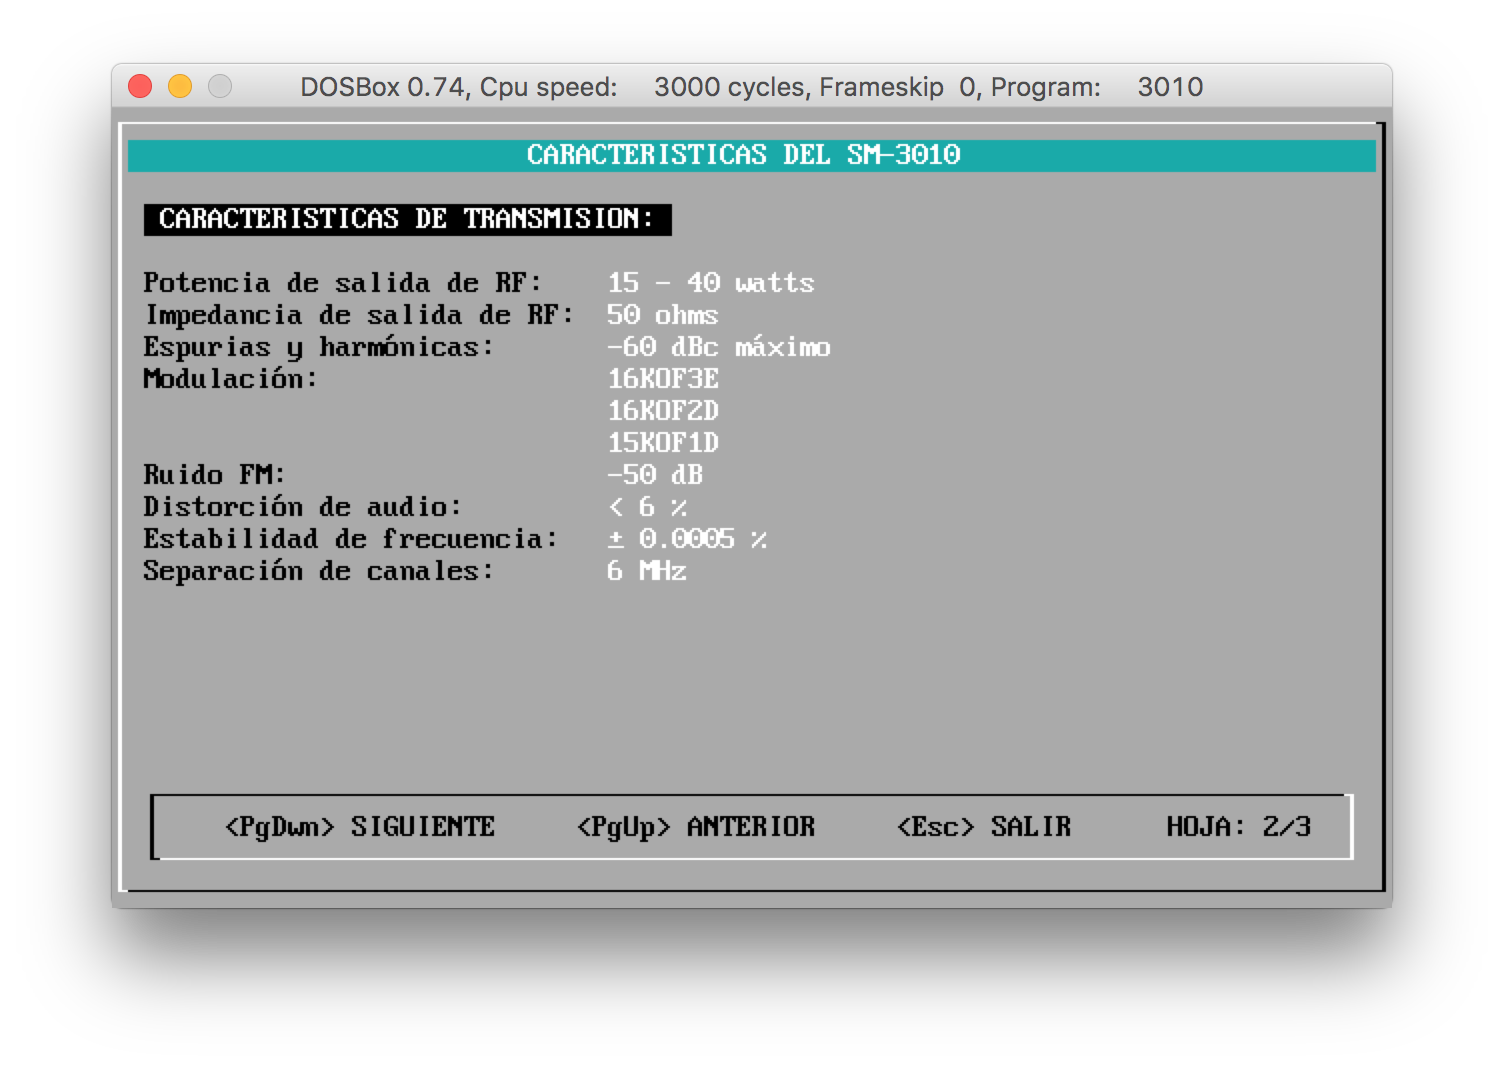 DOSBox 0.74, Cpu speed: 3000 cycles, Frameskip 0, Program: 3010
CARACTERISTICAS DEL SM-3010
CARACTERISTICAS DE TRANSMISION:
Potencia de salida de RF: 15 - 40 watts
Impedancia de salida de RF: 50 ohms
Espurias y harmónicas: -60 dBc máximo
Modulación: 16KOF3E
16KOF2D
15KOF1D
Ruido FM: -50 dB
Distorción de audio: < 6 %
Estabilidad de frecuencia: ± 0.0005 %
Separación de canales: 6 MHz
<PgDwn> SIGUIENTE <PgUp> ANTERIOR <Esc> SALIR HOJA: 2/3